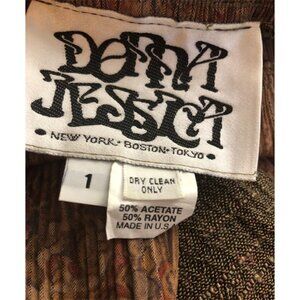 DONNA
JESSICA
• NEW YORK • BOSTON • TOKYO •
1
DRY CLEAN
ONLY
50% ACETATE
50% RAYON
MADE IN U.S.A